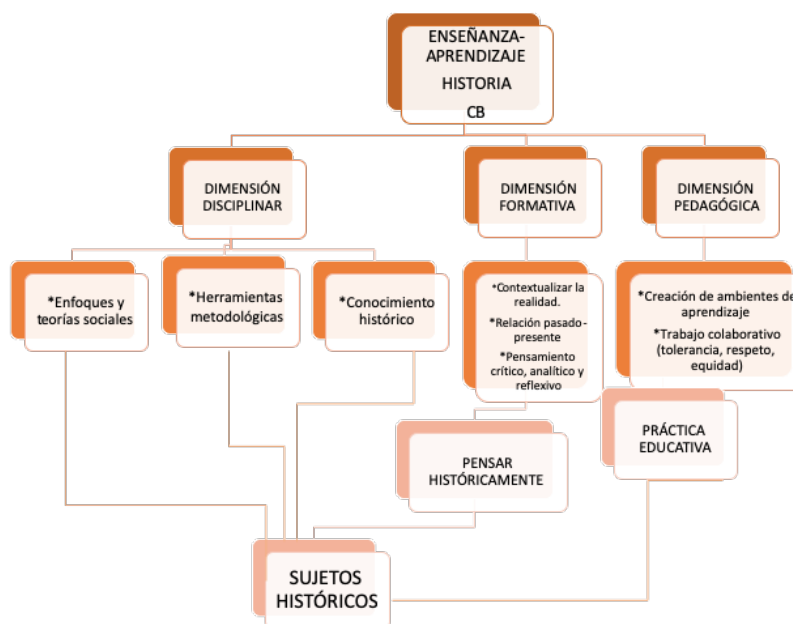 ENSEÑANZA-
APRENDIZAJE
HISTORIA
CB
DIMENSIÓN
DISCIPLINAR
DIMENSIÓN
FORMATIVA
DIMENSIÓN
PEDAGÓGICA
*Enfoques y
teorías sociales
*Herramientas
metodológicas
*Conocimiento
histórico
*Contextualizar la
realidad.
*Relación pasado-
presente
*Pensamiento
crítico, analítico y
reflexivo
*Creación de ambientes de
aprendizaje
*Trabajo colaborativo
(tolerancia, respeto,
equidad)
PENSAR
HISTÓRICAMENTE
PRÁCTICA
EDUCATIVA
SUJETOS
HISTÓRICOS